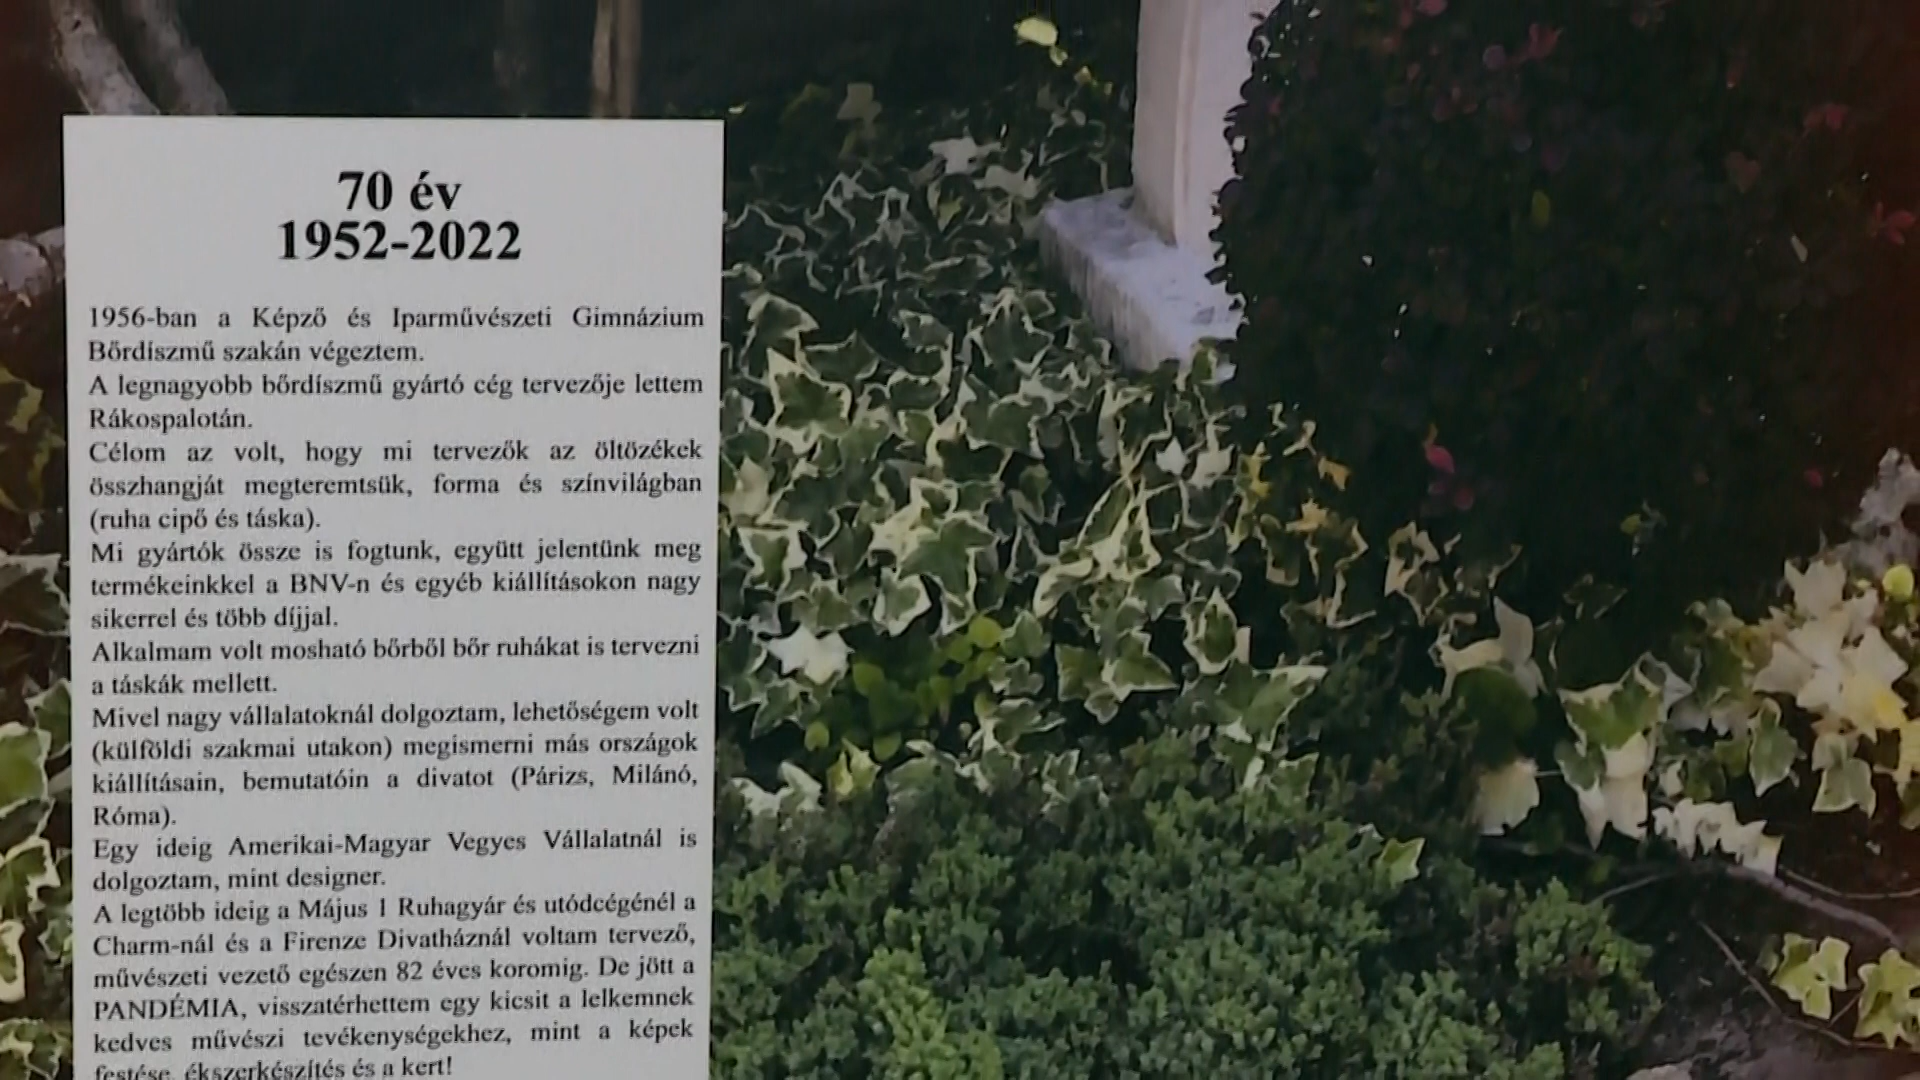 70 év
1952-2022
1956-ban a Képző és Iparművészeti Gimnázium
Bőrdíszmű szakán végeztem.
A legnagyobb bőrdíszmű gyártó cég tervezője lettem
Rákospalotán.
Célom az volt, hogy mi tervezők az öltözékek
összhangját megteremtsük, forma és színvilágban
(ruha cipő és táska).
Mi gyártók össze is fogtunk, együtt jelentünk meg
termékeinkkel a BNV-n és egyéb kiállításokon nagy
sikerrel és több díjjal.
Alkalmam volt mosható bőrből bőr ruhákat is tervezni
a táskák mellett.
Mivel nagy vállalatoknál dolgoztam, lehetőségem volt
(külföldi szakmai utakon) megismerni más országok
kiállításain, bemutatóin a divatot (Párizs, Milánó,
Róma).
Egy ideig Amerikai-Magyar Vegyes Vállalatnál is
dolgoztam, mint designer.
A legtöbb ideig a Május 1 Ruhagyár és utódcégénél a
Charm-nál és a Firenze Divatháznál voltam tervező,
művészeti vezető egészen 82 éves koromig. De jött a
PANDÉMIA, visszatérhettem egy kicsit a lelkemnek
kedves művészi tevékenységekhez, mint a képek
festése, ékszerkészítés és a kert!